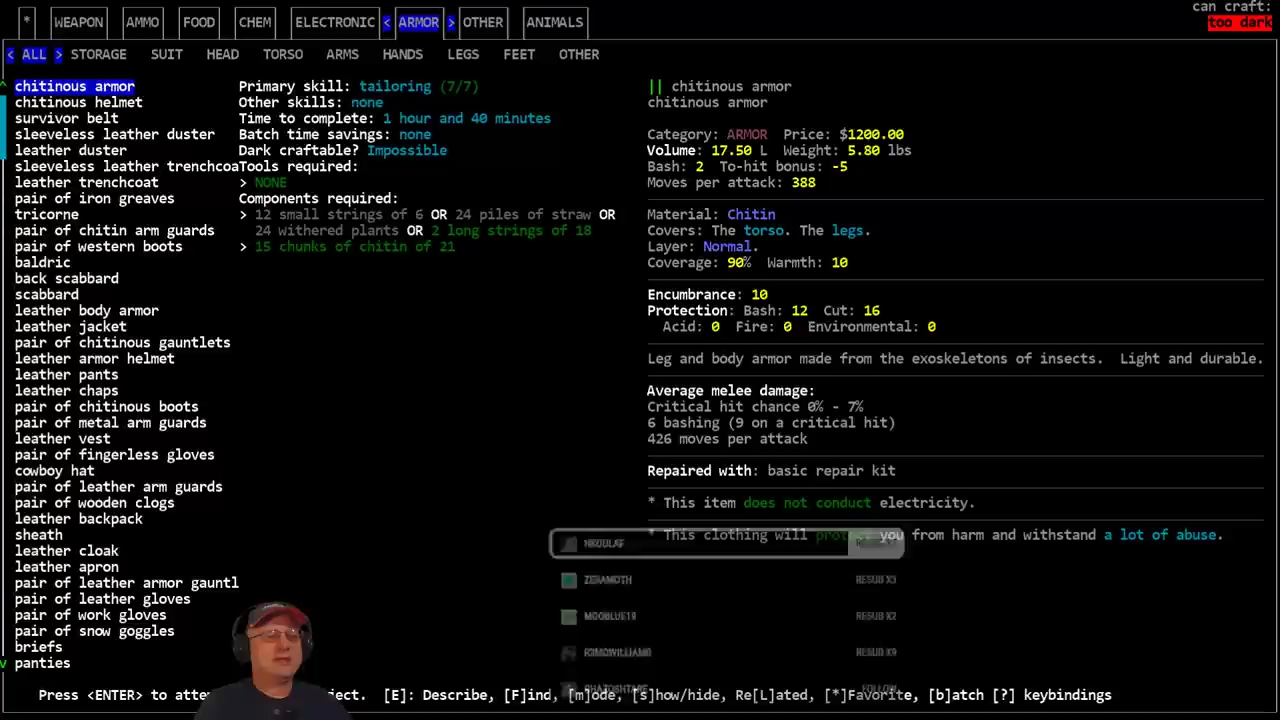 can craft:
too dark
* WEAPON AMMO FOOD CHEM ELECTRONIC < ARMOR > OTHER ANIMALS
< ALL > STORAGE SUIT HEAD TORSO ARMS HANDS LEGS FEET OTHER
chitinous armor
chitinous helmet
survivor belt
sleeveless leather duster
leather duster
sleeveless leather trenchcoa
leather trenchcoat
pair of iron greaves
tricorne
pair of chitin arm guards
pair of western boots
baldric
back scabbard
scabbard
leather body armor
leather jacket
pair of chitinous gauntlets
leather armor helmet
leather pants
leather chaps
pair of chitinous boots
pair of metal arm guards
leather vest
pair of fingerless gloves
cowboy hat
pair of leather arm guards
pair of wooden clogs
leather backpack
sheath
leather cloak
leather apron
pair of leather armor gauntl
pair of leather gloves
pair of work gloves
pair of snow goggles
briefs
panties
Primary skill: tailoring (7/7)
Other skills: none
Time to complete: 1 hour and 40 minutes
Batch time savings: none
Dark craftable? Impossible
Tools required:
> NONE
Components required:
> 12 small strings of 6 OR 24 piles of straw OR
24 withered plants OR 2 long strings of 18
> 15 chunks of chitin of 21
|| chitinous armor
chitinous armor
Category: ARMOR Price: $1200.00
Volume: 17.50 L Weight: 5.80 lbs
Bash: 2 To-hit bonus: -5
Moves per attack: 388
Material: Chitin
Covers: The torso. The legs.
Layer: Normal.
Coverage: 90% Warmth: 10
Encumbrance: 10
Protection: Bash: 12 Cut: 16
Acid: 0 Fire: 0 Environmental: 0
Leg and body armor made from the exoskeletons of insects. Light and durable.
Average melee damage:
Critical hit chance 0% - 7%
6 bashing (9 on a critical hit)
426 moves per attack
Repaired with: basic repair kit
* This item does not conduct electricity.
* This clothing will you from harm and withstand a lot of abuse.
ZERAMOTH RESUB X3
MOOBLUE19 RESUB X2
RESUB X9
FOLLOW
Press <ENTER> to atte ject. [E]: Describe, [F]ind, [m]ode, [s]how/hide, Re[L]ated, [*]Favorite, [b]atch [?] keybindings